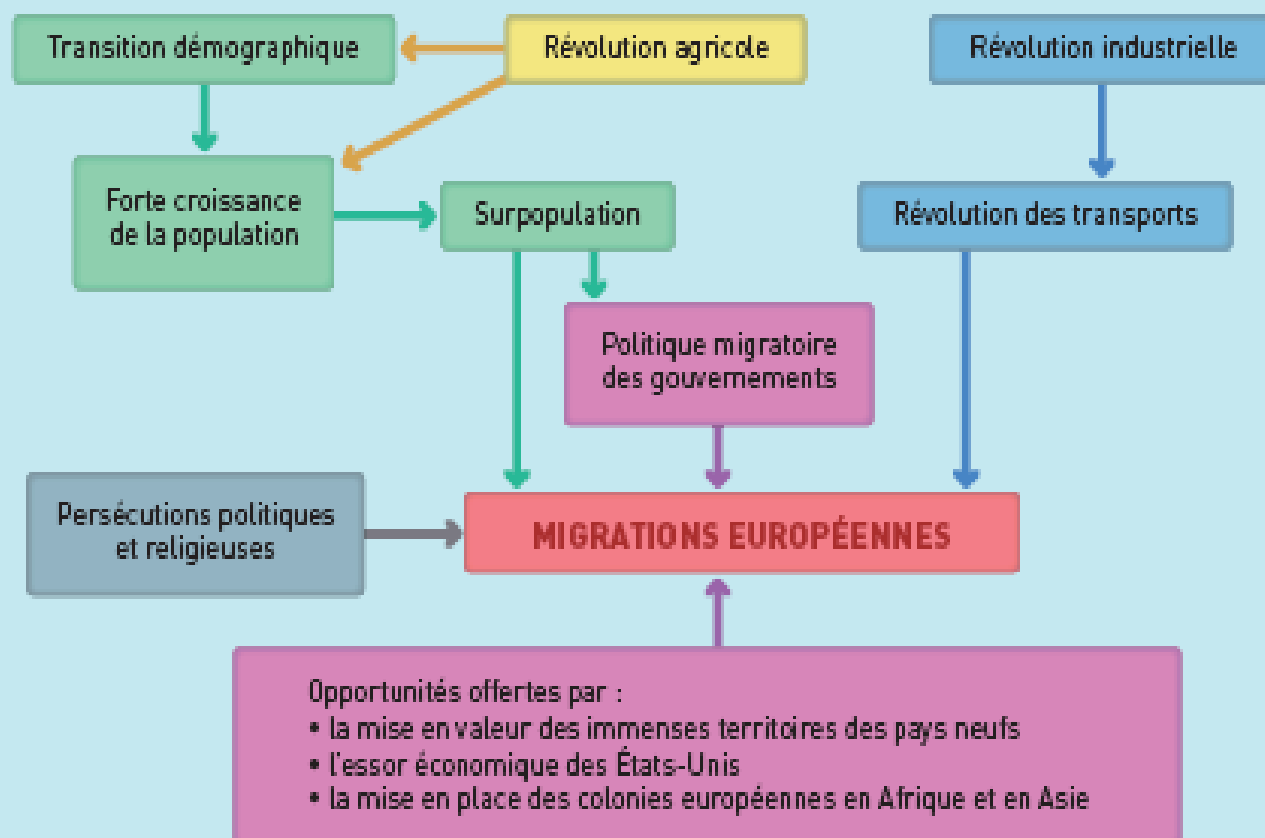 Transition démographique
Révolution agricole
Révolution industrielle
Forte croissance
de la population
Surpopulation
Révolution des transports
Politique migratoire
des gouvernements
Persécutions politiques
et religieuses
MIGRATIONS EUROPÉENNES
Opportunités offertes par :
• la mise en valeur des immenses territoires des pays neufs
• l'essor économique des États-Unis
• la mise en place des colonies européennes en Afrique et en Asie